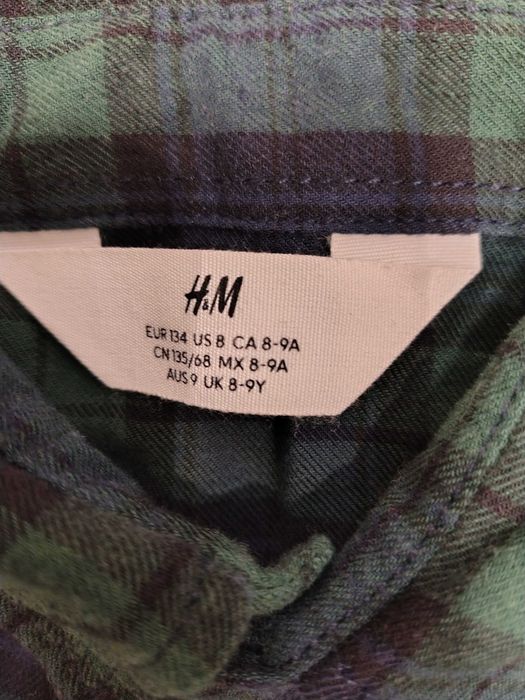 H&M
EUR 134 US 8 CA 8-9A
CN 135/68 MX 8-9A
AUS 9 UK 8-9Y